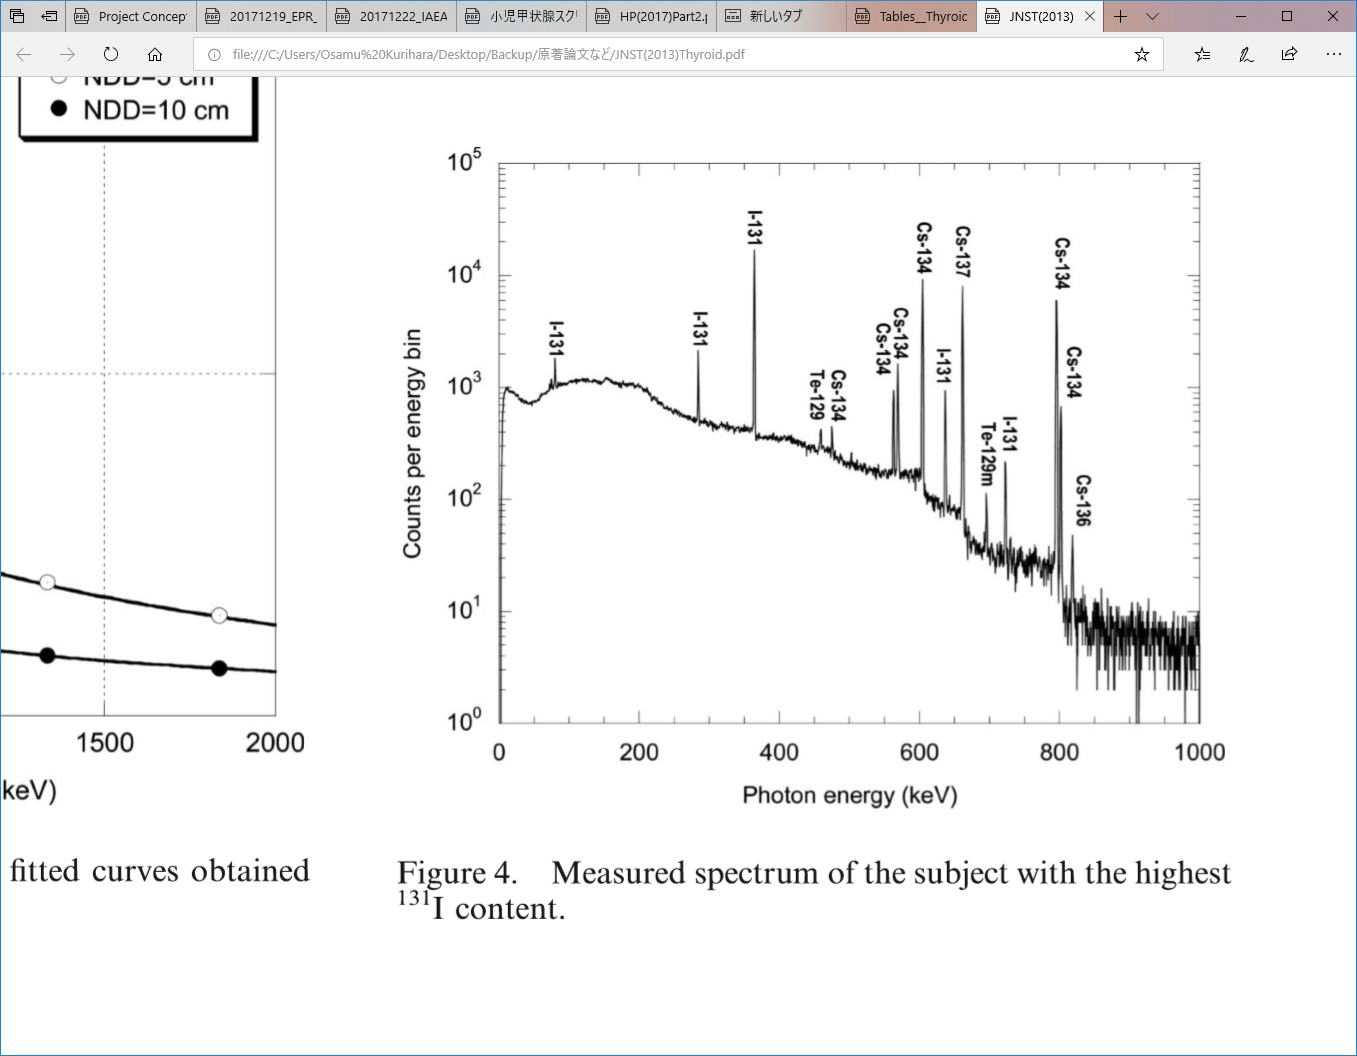 Project Concep
20171219_EPR_
20171222_IAEA
小児甲状腺スクリ
HP(2017)Part2.p
新しいタブ
Tables__Thyroic
JNST(2013)
file:///C:/Users/Osamu%20Kurihara/Desktop/Backup/原著論文など/JNST(2013)Thyroid.pdf
NDD=5 cm
NDD=10 cm
1500
2000
keV)
fitted curves obtained
10^5
10^4
10^3
10^2
10^1
10^0
Counts per energy bin
I-131
I-131
I-131
Te-129
Cs-134
Cs-134
Cs-134
Cs-134
I-131
Cs-137
Te-129m
I-131
Cs-134
Cs-134
Cs-136
0
200
400
600
800
1000
Photon energy (keV)
Figure 4. Measured spectrum of the subject with the highest
131I content.